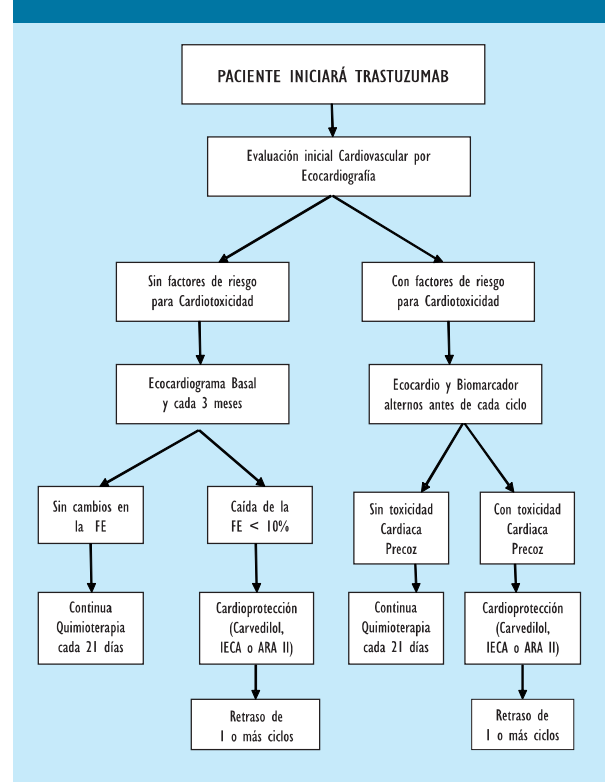 PACIENTE INICIARÁ TRASTUZUMAB
Evaluación inicial Cardiovascular por
Ecocardiografía
Sin factores de riesgo
para Cardiotoxicidad
Con factores de riesgo
para Cardiotoxicidad
Ecocardiograma Basal
y cada 3 meses
Ecocardio y Biomarcador
alternos antes de cada ciclo
Sin cambios en
la FE
Caída de la
FE < 10%
Sin toxicidad
Cardiaca
Precoz
Con toxicidad
Cardiaca
Precoz
Continua
Quimioterapia
cada 21 días
Cardioprotección
(Carvedilol,
IECA o ARA II)
Continua
Quimioterapia
cada 21 días
Cardioprotección
(Carvedilol,
IECA o ARA II)
Retraso de
1 o más ciclos
Retraso de
1 o más ciclos